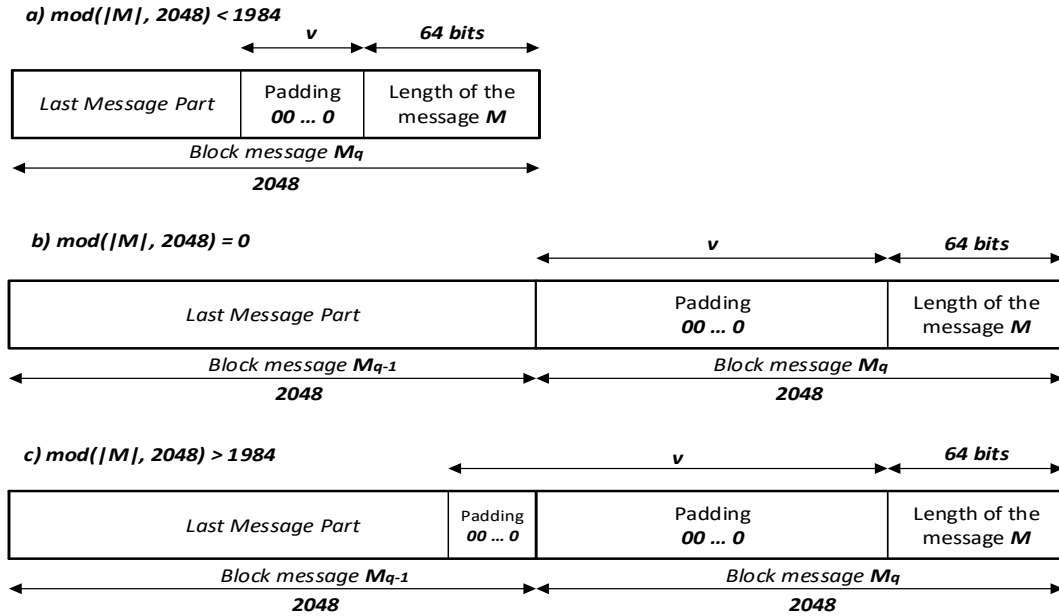 a) mod(|M|, 2048) < 1984
v 64 bits
Last Message Part Padding Length of the
00 ... 0 message M
Block message Mq
2048
b) mod(|M|, 2048) = 0
v 64 bits
Last Message Part Padding Length of the
00 ... 0 message M
Block message Mq-1 Block message Mq
2048 2048
c) mod(|M|, 2048) > 1984
v 64 bits
Last Message Part Padding Padding Length of the
00 ... 0 00 ... 0 message M
Block message Mq-1 Block message Mq
2048 2048